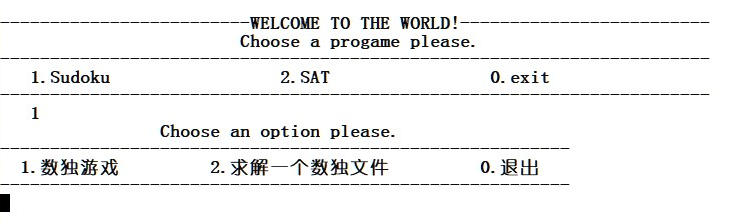 -------------------------WELCOME TO THE WORLD!-------------------------
Choose a progame please.
-----------------------------------------------------------------------
1.Sudoku 2.SAT 0.exit
-----------------------------------------------------------------------
1
Choose an option please.
---------------------------------------------------------
1.数独游戏 2.求解一个数独文件 0.退出
---------------------------------------------------------